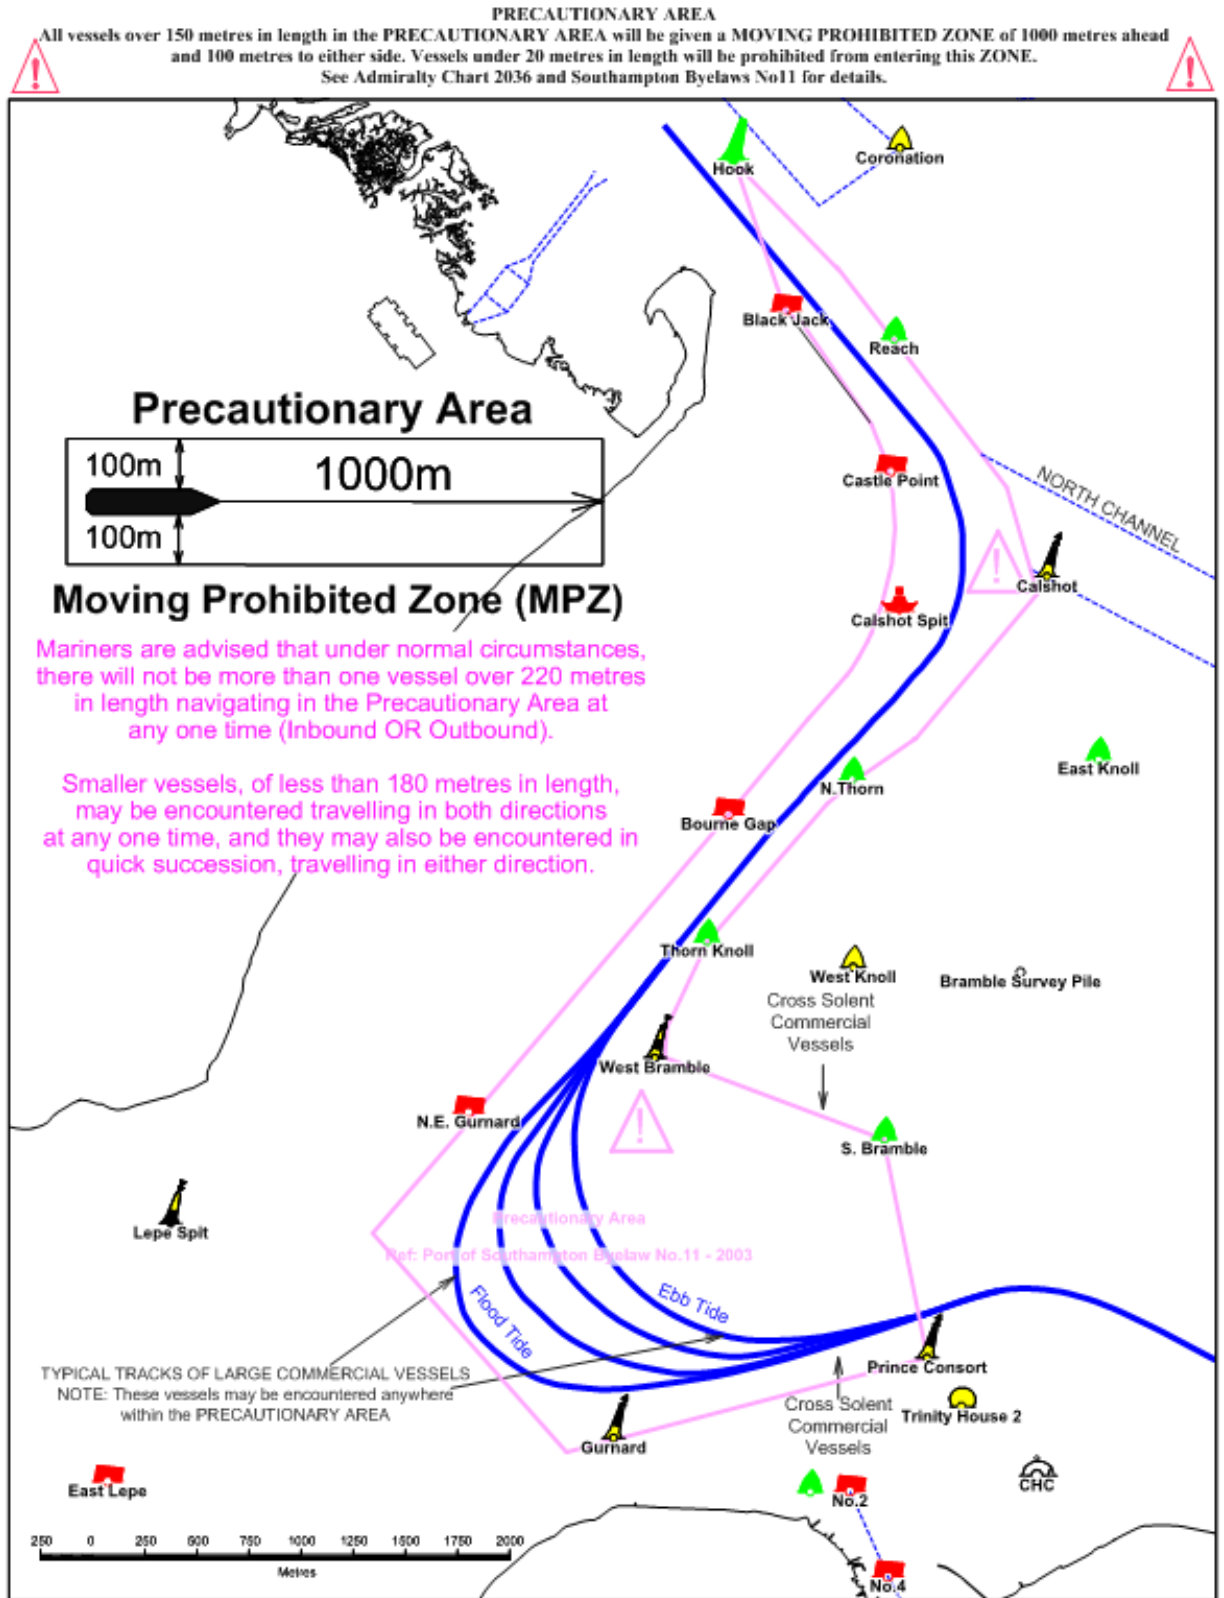 PRECAUTIONARY AREA
All vessels over 150 metres in length in the PRECAUTIONARY AREA will be given a MOVING PROHIBITED ZONE of 1000 metres ahead
and 100 metres to either side. Vessels under 20 metres in length will be prohibited from entering this ZONE.
See Admiralty Chart 2036 and Southampton Byelaws No11 for details.
!
!
Hook
Coronation
Black Jack
Reach
Precautionary Area
100m
1000m
100m
Moving Prohibited Zone (MPZ)
Castle Point
NORTH CHANNEL
!
Calshot
Calshot Spit
Mariners are advised that under normal circumstances,
there will not be more than one vessel over 220 metres
in length navigating in the Precautionary Area at
any one time (Inbound OR Outbound).
Smaller vessels, of less than 180 metres in length,
may be encountered travelling in both directions
at any one time, and they may also be encountered in
quick succession, travelling in either direction.
East Knoll
N.Thorn
Bourne Gap
Thorn Knoll
West Knoll
Bramble Survey Pile
Cross Solent
Commercial
Vessels
West Bramble
N.E. Gurnard
!
S. Bramble
Lepe Spit
Precautionary Area
Ref: Port of Southampton Byelaw No.11 - 2003
Flood Tide
Ebb Tide
TYPICAL TRACKS OF LARGE COMMERCIAL VESSELS
NOTE: These vessels may be encountered anywhere
within the PRECAUTIONARY AREA
Prince Consort
Cross Solent
Commercial
Vessels
Trinity House 2
Gurnard
East Lepe
No.2
CHC
No.4
250 0 250 500 750 1000 1250 1500 1750 2000
Metres